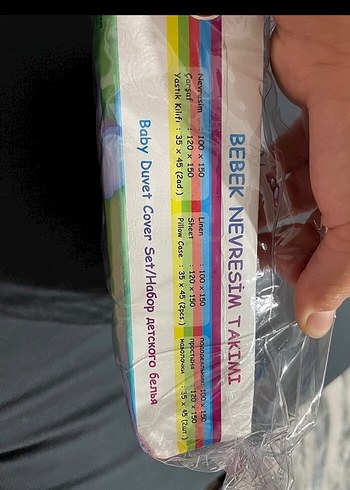 BEBEK NEVRESİM TAKIMI
Nevresim : 100 x 150
Çarşaf : 120 x 150
Yastık Kılıfı : 35 x 45 (2ad.)
Linen : 100 x 150
Sheet : 120 x 150
Pillow Case : 35 x 45 (2pcs)
пододеяльник: 100 x 150
простыня : 120 x 150
наволочки : 35 x 45 (2шт.)
Baby Duvet Cover Set/Набор детского белья